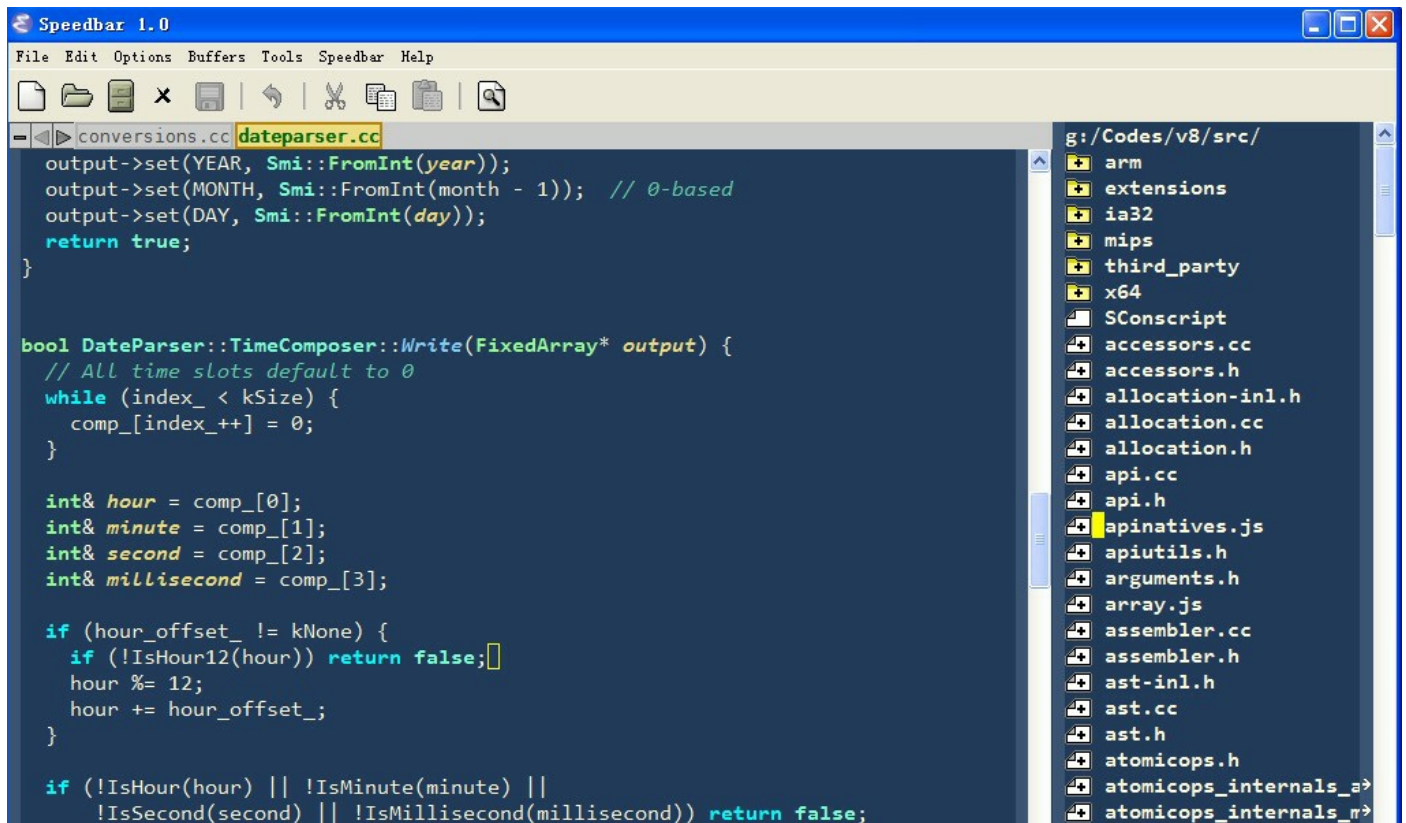 Speedbar 1.0
File Edit Options Buffers Tools Speedbar Help
conversions.cc dateparser.cc
output->set(YEAR, Smi::FromInt(year));
output->set(MONTH, Smi::FromInt(month - 1));  // 0-based
output->set(DAY, Smi::FromInt(day));
return true;
}
bool DateParser::TimeComposer::Write(FixedArray* output) {
// All time slots default to 0
while (index_ < kSize) {
comp_[index_++] = 0;
}
int& hour = comp_[0];
int& minute = comp_[1];
int& second = comp_[2];
int& millisecond = comp_[3];
if (hour_offset_ != kNone) {
if (!IsHour12(hour)) return false;
hour %= 12;
hour += hour_offset_;
}
if (!IsHour(hour) || !IsMinute(minute) ||
!IsSecond(second) || !IsMillisecond(millisecond)) return false;
g:/Codes/v8/src/
arm
extensions
ia32
mips
third_party
x64
SConscript
accessors.cc
accessors.h
allocation-inl.h
allocation.cc
allocation.h
api.cc
api.h
apinatives.js
apiutils.h
arguments.h
array.js
assembler.cc
assembler.h
ast-inl.h
ast.cc
ast.h
atomicops.h
atomicops_internals_a
atomicops_internals_m